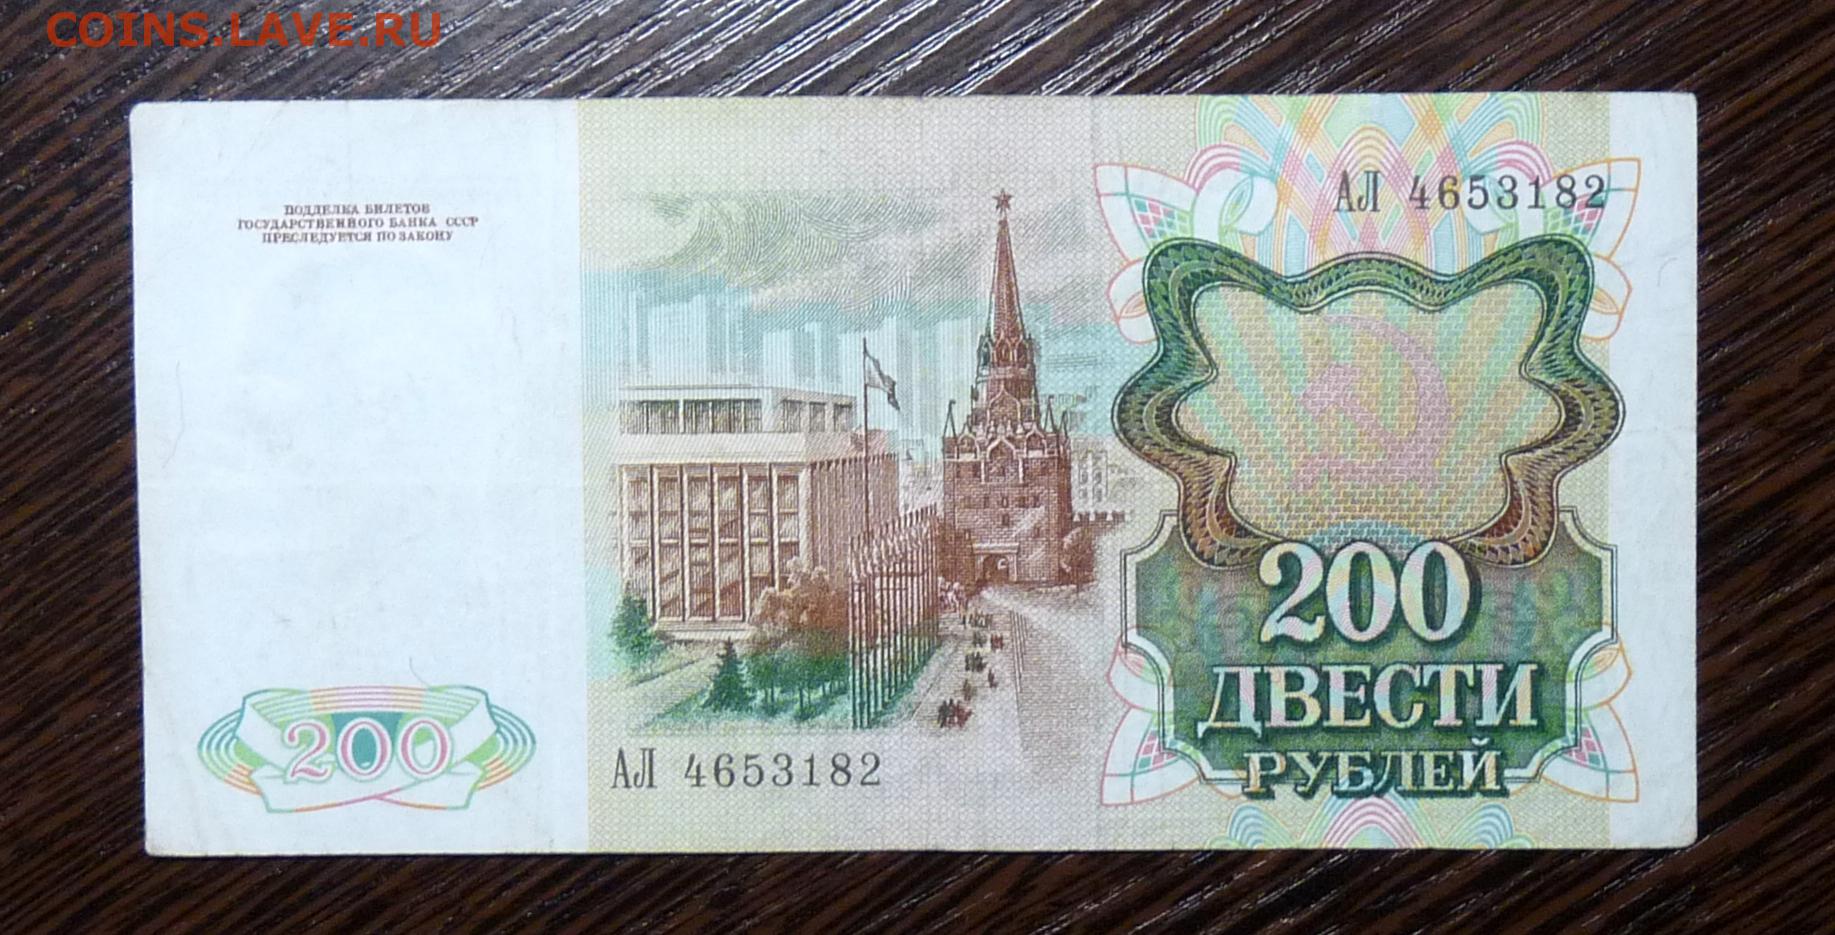 COINS.LAVE.RU
ПОДДЕЛКА БИЛЕТОВ
ГОСУДАРСТВЕННОГО БАНКА СССР
ПРЕСЛЕДУЕТСЯ ПО ЗАКОНУ
АЛ 4653182
200
ДВЕСТИ
РУБЛЕЙ
200
АЛ 4653182